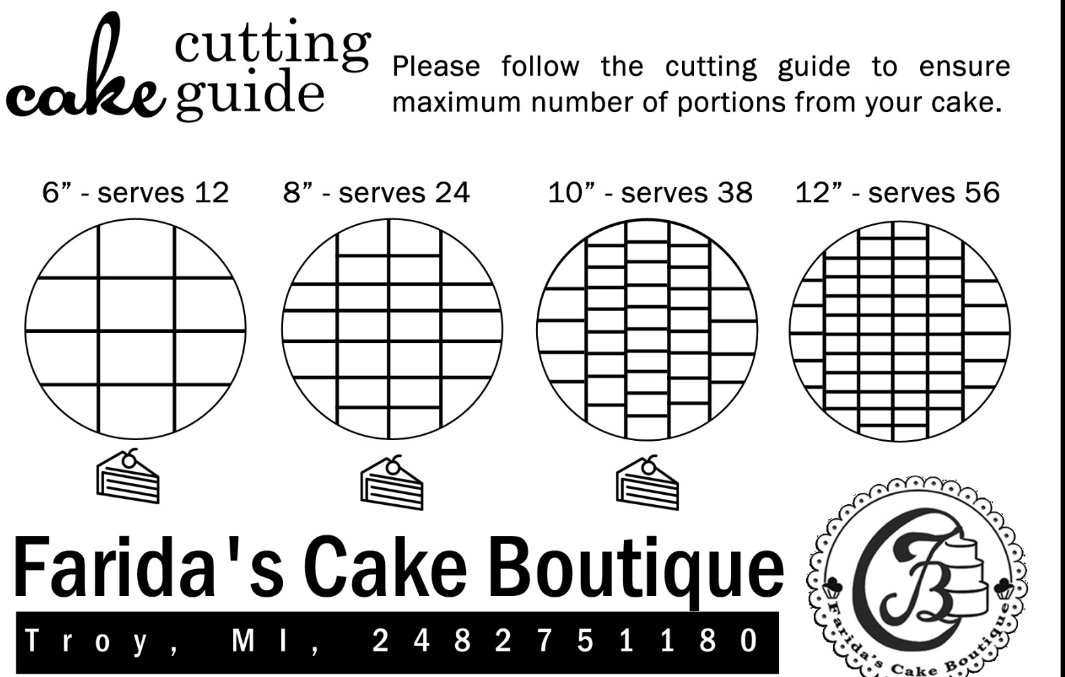 cake cutting guide
Please follow the cutting guide to ensure
maximum number of portions from your cake.
6” - serves 12
8” - serves 24
10” - serves 38
12” - serves 56
Farida's Cake Boutique
Troy, MI, 2482751180
CB
Farida's Cake Boutique